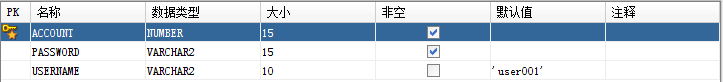 PK 名称 数据类型 大小 非空 默认值 注释
ACCOUNT NUMBER 15
PASSWORD VARCHAR2 15
USERNAME VARCHAR2 10 'user001'